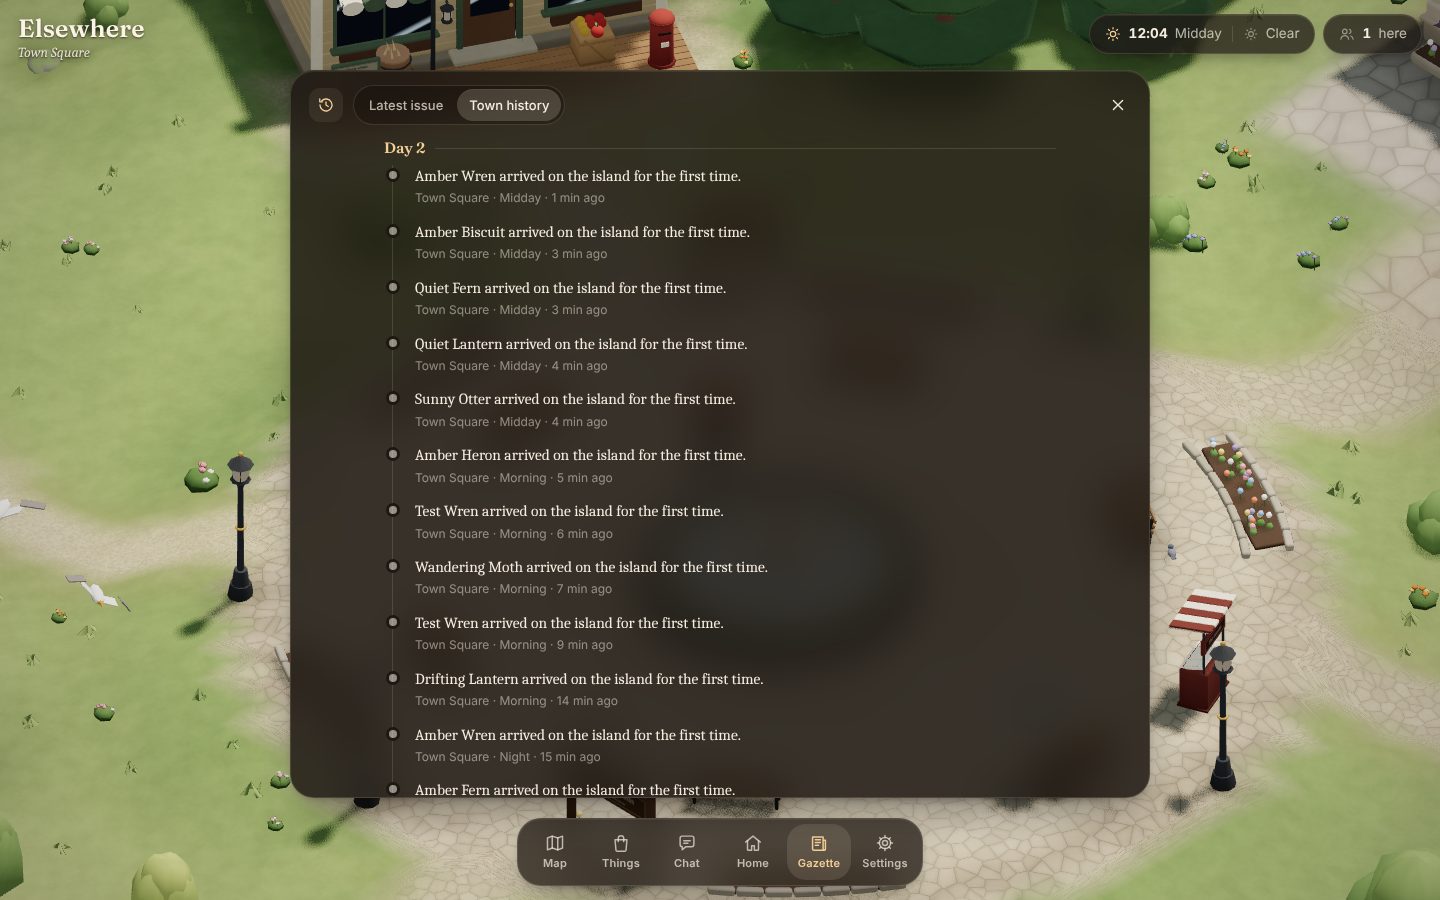 Elsewhere
Town Square
12:04 Midday
Clear
1 here
Latest issue
Town history
Day 2
Amber Wren arrived on the island for the first time.
Town Square · Midday · 1 min ago
Amber Biscuit arrived on the island for the first time.
Town Square · Midday · 3 min ago
Quiet Fern arrived on the island for the first time.
Town Square · Midday · 3 min ago
Quiet Lantern arrived on the island for the first time.
Town Square · Midday · 4 min ago
Sunny Otter arrived on the island for the first time.
Town Square · Midday · 4 min ago
Amber Heron arrived on the island for the first time.
Town Square · Morning · 5 min ago
Test Wren arrived on the island for the first time.
Town Square · Morning · 6 min ago
Wandering Moth arrived on the island for the first time.
Town Square · Morning · 7 min ago
Test Wren arrived on the island for the first time.
Town Square · Morning · 9 min ago
Drifting Lantern arrived on the island for the first time.
Town Square · Morning · 14 min ago
Amber Wren arrived on the island for the first time.
Town Square · Night · 15 min ago
Amber Fern arrived on the island for the first time.
Map
Things
Chat
Home
Gazette
Settings